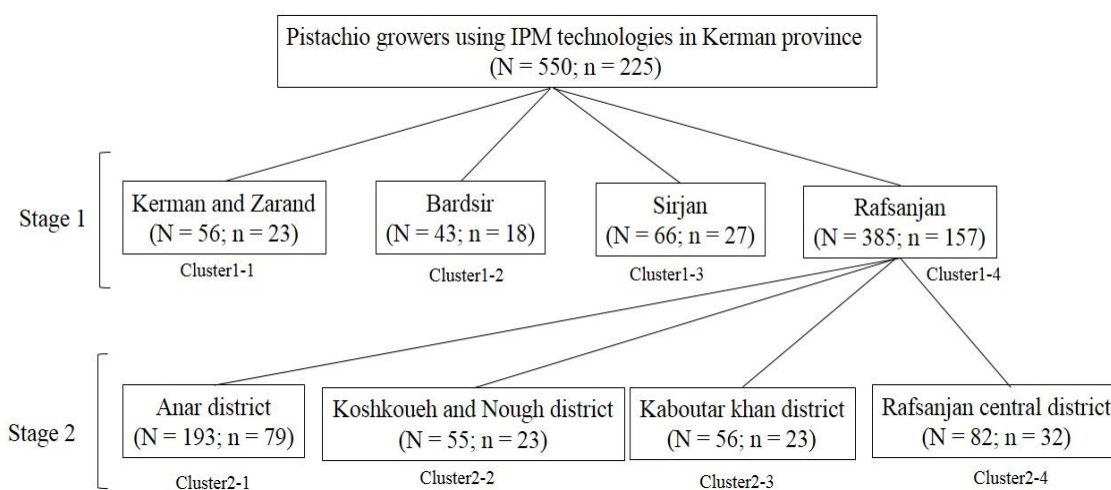 Pistachio growers using IPM technologies in Kerman province
(N = 550; n = 225)
Stage 1
Kerman and Zarand
(N = 56; n = 23)
Cluster1-1
Bardsir
(N = 43; n = 18)
Cluster1-2
Sirjan
(N = 66; n = 27)
Cluster1-3
Rafsanjan
(N = 385; n = 157)
Cluster1-4
Stage 2
Anar district
(N = 193; n = 79)
Cluster2-1
Koshkoueh and Nough district
(N = 55; n = 23)
Cluster2-2
Kaboutar khan district
(N = 56; n = 23)
Cluster2-3
Rafsanjan central district
(N = 82; n = 32)
Cluster2-4